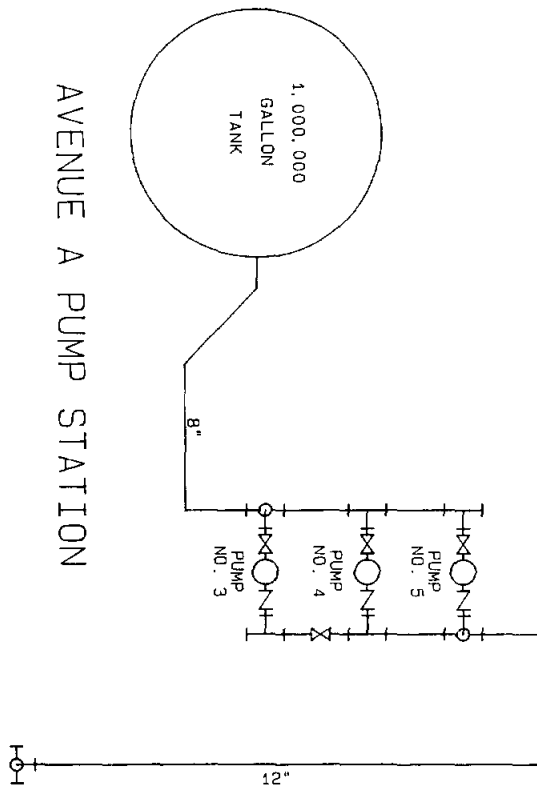 AVENUE A PUMP STATION
1,000,000
GALLON
TANK
8"
PUMP
NO. 3
PUMP
NO. 4
PUMP
NO. 5
12"